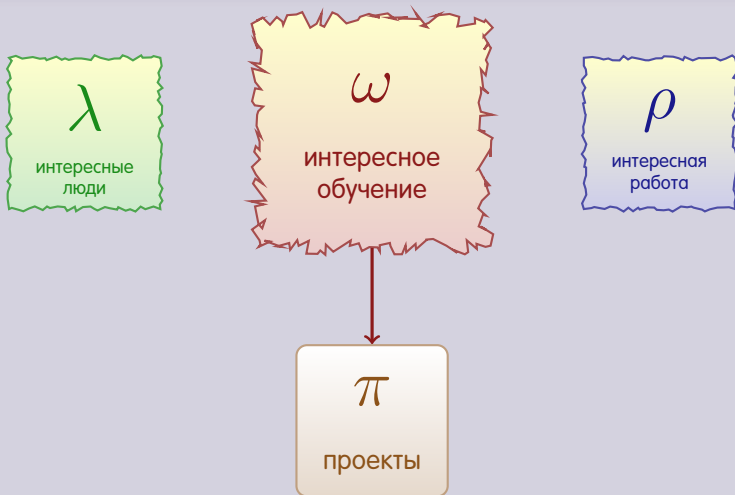 λ
интересные
люди
ω
интересное
обучение
ρ
интересная
работа
π
проекты